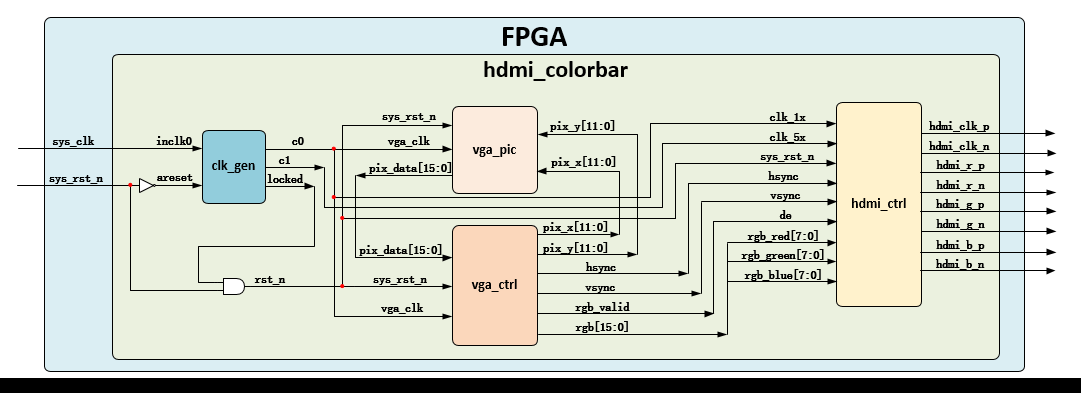 FPGA
hdmi_colorbar
sys_clk
sys_rst_n
inclk0
areset
clk_gen
c0
c1
locked
rst_n
sys_rst_n
vga_clk
pix_data[15:0]
vga_pic
pix_y[11:0]
pix_x[11:0]
pix_data[15:0]
sys_rst_n
vga_clk
vga_ctrl
pix_x[11:0]
pix_y[11:0]
hsync
vsync
rgb_valid
rgb[15:0]
clk_1x
clk_5x
sys_rst_n
hsync
vsync
de
rgb_red[7:0]
rgb_green[7:0]
rgb_blue[7:0]
hdmi_ctrl
hdmi_clk_p
hdmi_clk_n
hdmi_r_p
hdmi_r_n
hdmi_g_p
hdmi_g_n
hdmi_b_p
hdmi_b_n